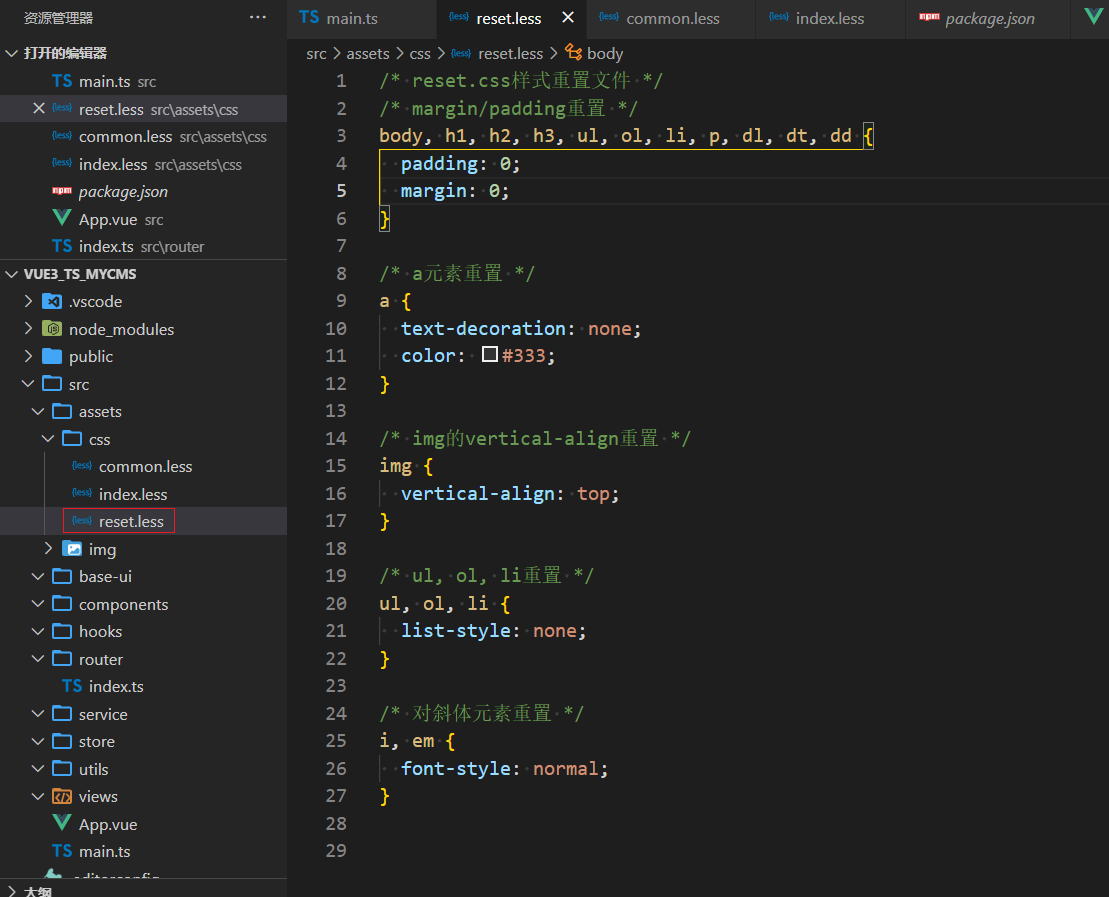 资源管理器 ···
打开的编辑器
TS main.ts src
{less} reset.less src\assets\css
{less} common.less src\assets\css
{less} index.less src\assets\css
npm package.json
App.vue src
TS index.ts src\router
VUE3_TS_MYCMS
.vscode
node_modules
public
src
assets
css
{less} common.less
{less} index.less
{less} reset.less
img
base-ui
components
hooks
router
TS index.ts
service
store
utils
views
App.vue
TS main.ts
.editorconfig
大纲
TS main.ts
{less} reset.less
{less} common.less
{less} index.less
npm package.json
src > assets > css > {less} reset.less > body
1 /* reset.css样式重置文件 */
2 /* margin/padding重置 */
3 body, h1, h2, h3, ul, ol, li, p, dl, dt, dd {
4 padding: 0;
5 margin: 0;
6 }
7
8 /* a元素重置 */
9 a {
10 text-decoration: none;
11 color: #333;
12 }
13
14 /* img的vertical-align重置 */
15 img {
16 vertical-align: top;
17 }
18
19 /* ul, ol, li重置 */
20 ul, ol, li {
21 list-style: none;
22 }
23
24 /* 对斜体元素重置 */
25 i, em {
26 font-style: normal;
27 }
28
29